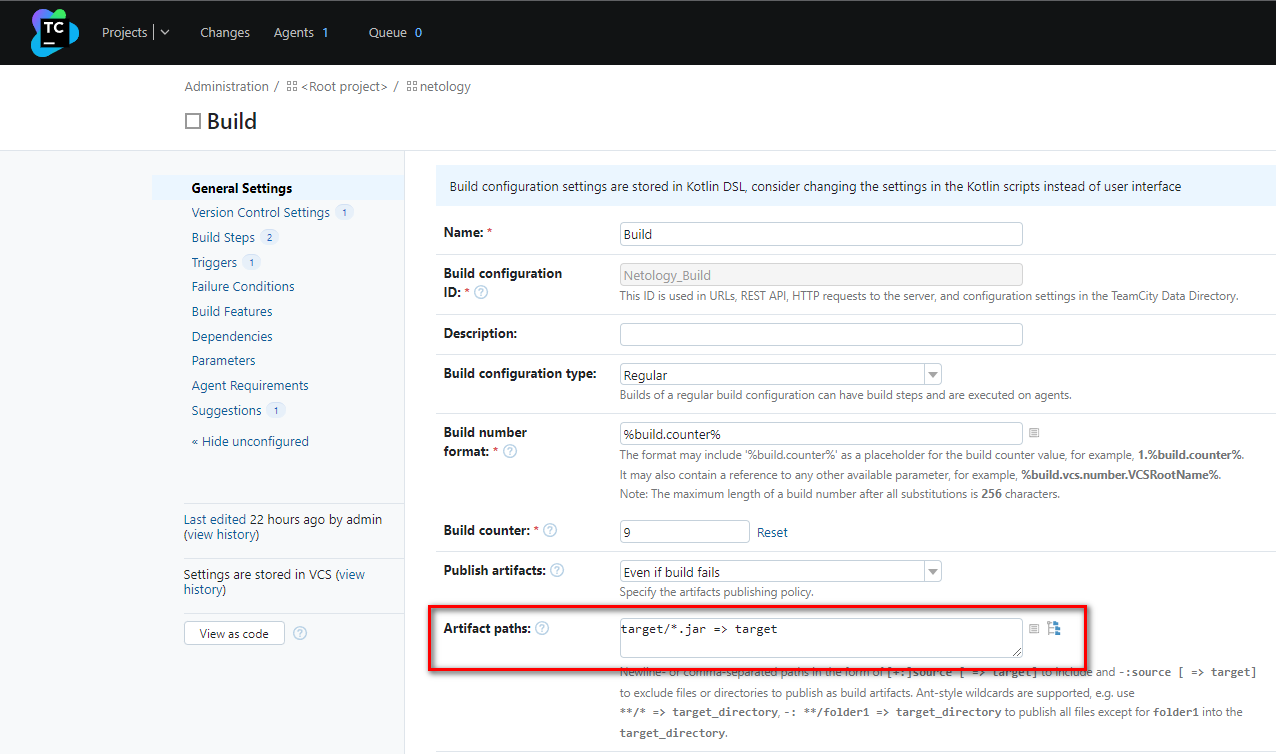 TC
Projects
Changes
Agents 1
Queue 0
Administration / <Root project> / netology
Build
General Settings
Version Control Settings 1
Build Steps 2
Triggers 1
Failure Conditions
Build Features
Dependencies
Parameters
Agent Requirements
Suggestions 1
« Hide unconfigured
Last edited 22 hours ago by admin
(view history)
Settings are stored in VCS (view
history)
View as code ?
Build configuration settings are stored in Kotlin DSL, consider changing the settings in the Kotlin scripts instead of user interface
Name: * Build
Build configuration
ID: * ?
Netology_Build
This ID is used in URLs, REST API, HTTP requests to the server, and configuration settings in the TeamCity Data Directory.
Description:
Build configuration type: Regular
Builds of a regular build configuration can have build steps and are executed on agents.
Build number
format: * ?
%build.counter%
The format may include '%build.counter%' as a placeholder for the build counter value, for example, 1.%build.counter%.
It may also contain a reference to any other available parameter, for example, %build.vcs.number.VCSRootName%.
Note: The maximum length of a build number after all substitutions is 256 characters.
Build counter: * ? 9 Reset
Publish artifacts: ? Even if build fails
Specify the artifacts publishing policy.
Artifact paths: ? target/*.jar => target
Newline- or comma-separated paths in the form of [+:]source [ => target] to include and -:source [ => target]
to exclude files or directories to publish as build artifacts. Ant-style wildcards are supported, e.g. use
**/* => target_directory, -: **/folder1 => target_directory to publish all files except for folder1 into the
target_directory.